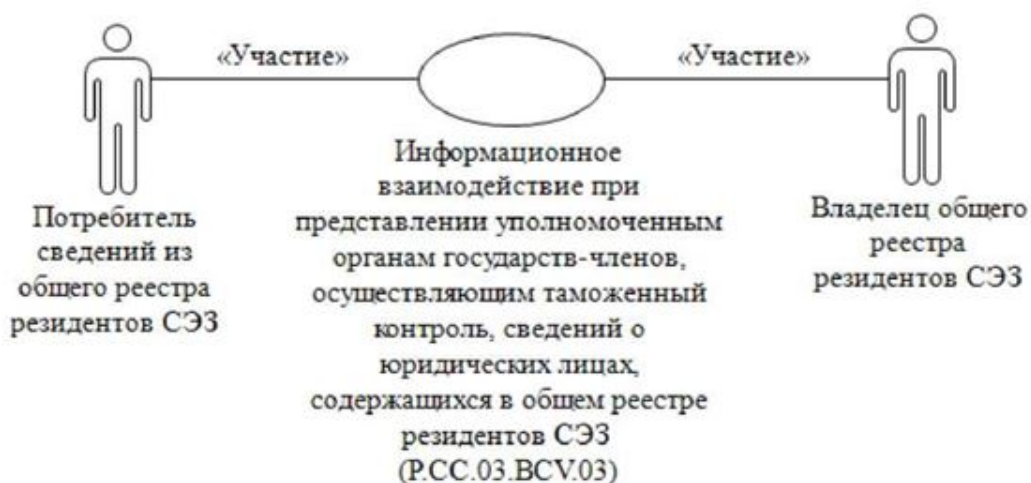 «Участие»
«Участие»
Потребитель
сведений из
общего реестра
резидентов СЭЗ
Информационное
взаимодействие при
представлении уполномоченным
органам государств-членов,
осуществляющим таможенный
контроль, сведений о
юридических лицах,
содержащихся в общем реестре
резидентов СЭЗ
(P.CC.03.BCV.03)
Владелец общего
реестра
резидентов СЭЗ